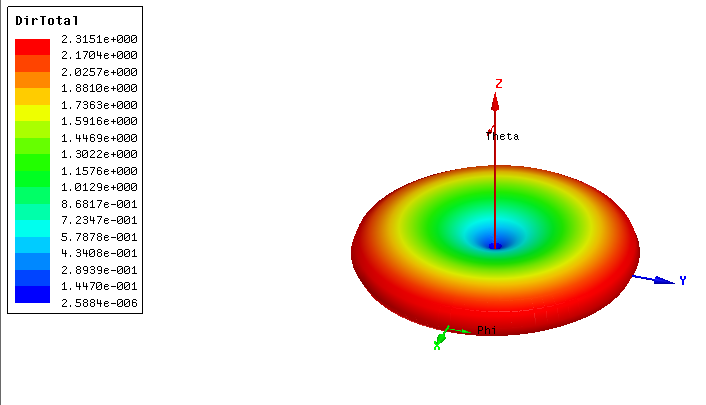 DirTotal
2.3151e+000
2.1704e+000
2.0257e+000
1.8810e+000
1.7363e+000
1.5916e+000
1.4469e+000
1.3022e+000
1.1576e+000
1.0129e+000
8.6817e-001
7.2347e-001
5.7878e-001
4.3408e-001
2.8939e-001
1.4470e-001
2.5884e-006
Z
Theta
Y
Phi
X